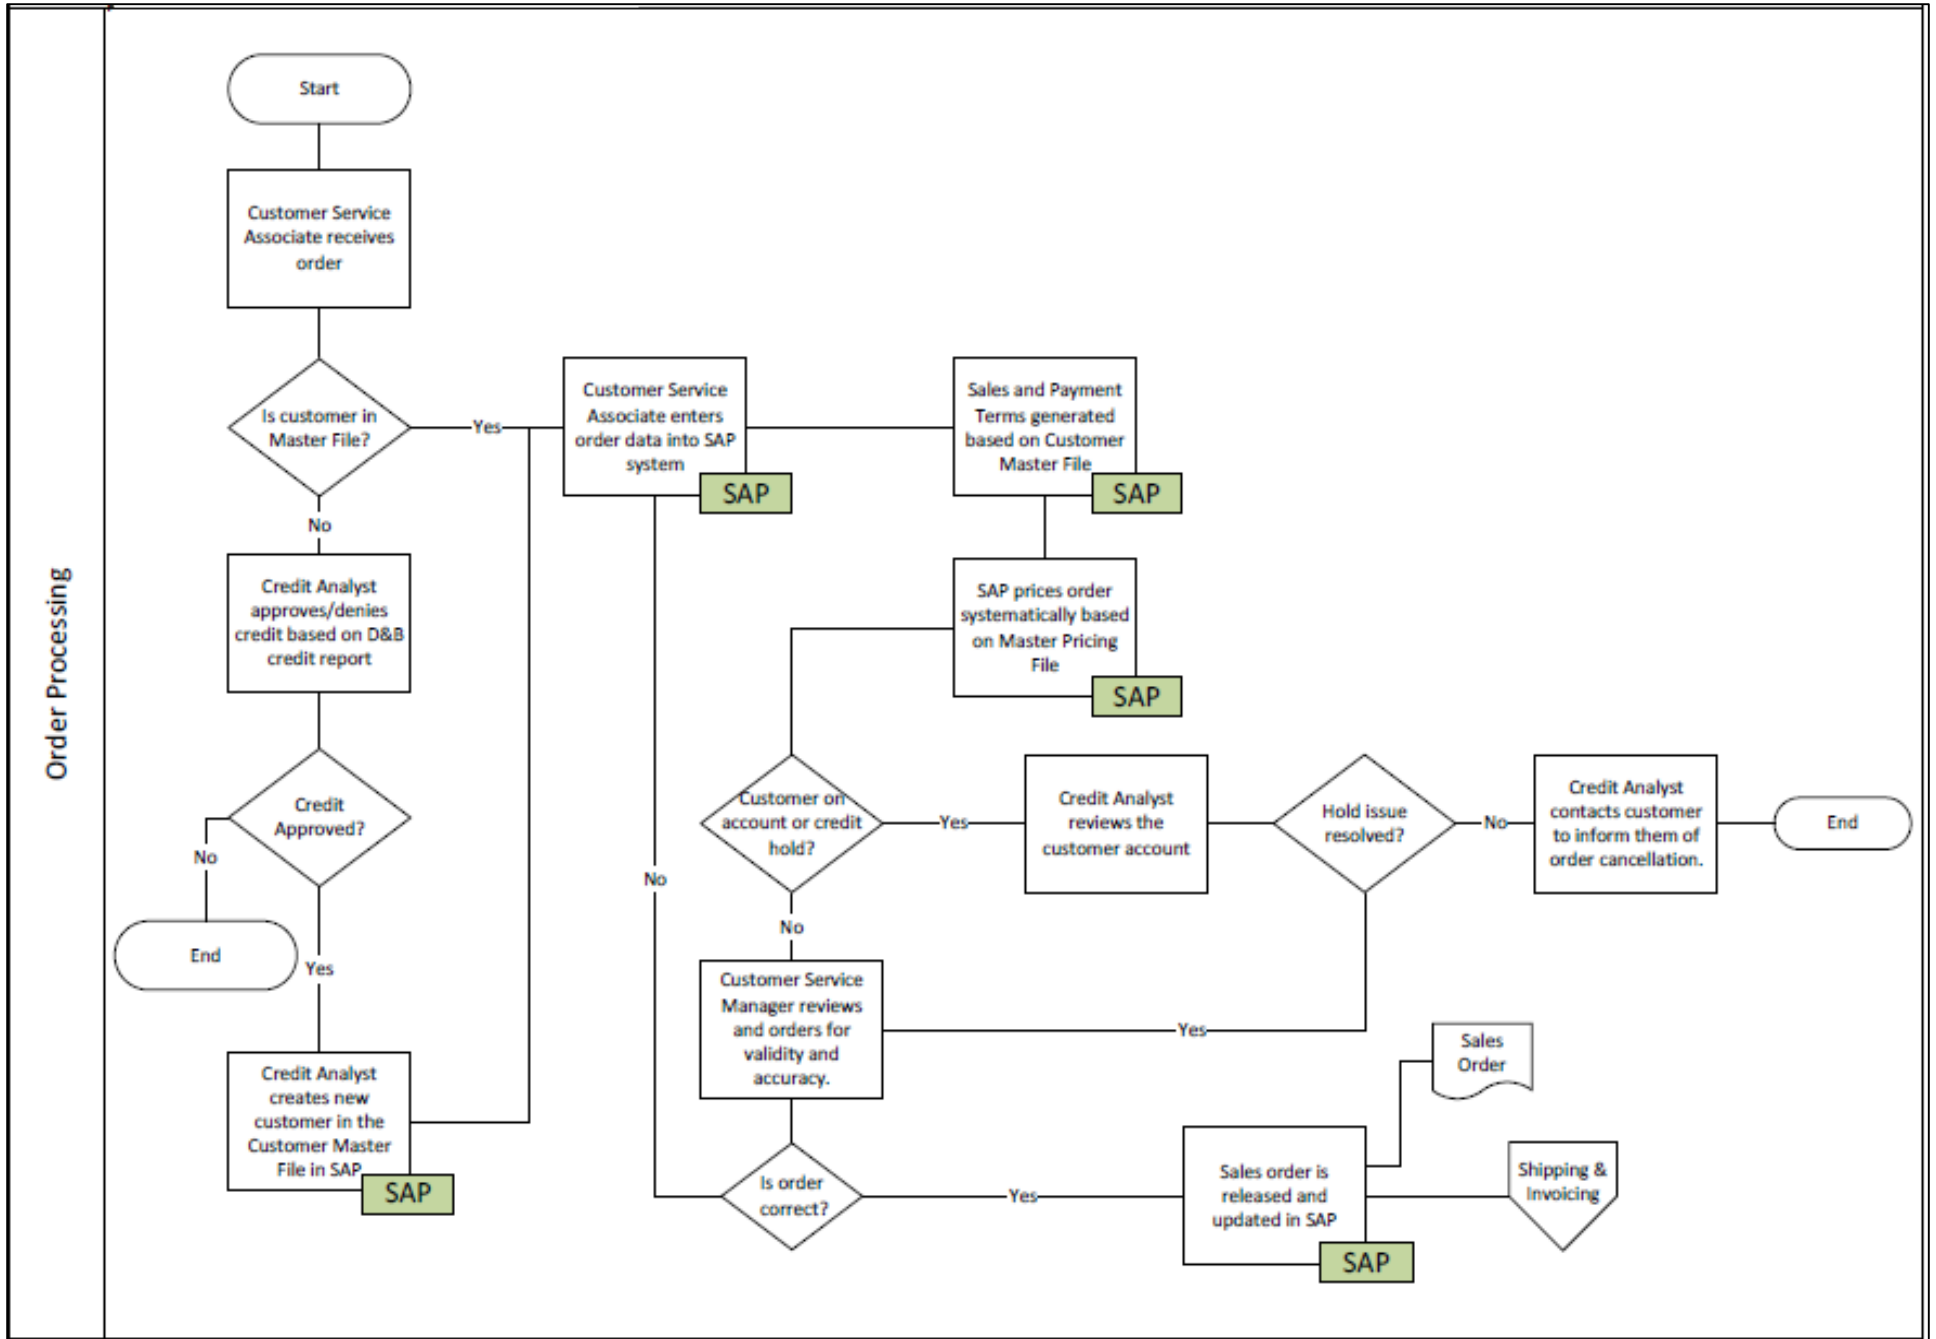 Order Processing
Start
Customer Service
Associate receives
order
Is customer in
Master File?
Yes
No
Credit Analyst
approves/denies
credit based on D&B
credit report
Credit
Approved?
No
End
Yes
Credit Analyst
creates new
customer in the
Customer Master
File in SAP
SAP
Customer Service
Associate enters
order data into SAP
system
SAP
Sales and Payment
Terms generated
based on Customer
Master File
SAP
SAP prices order
systematically based
on Master Pricing
File
SAP
Customer on
account or credit
hold?
Yes
Credit Analyst
reviews the
customer account
Hold issue
resolved?
No
Credit Analyst
contacts customer
to inform them of
order cancellation.
End
No
Customer Service
Manager reviews
and orders for
validity and
accuracy.
Yes
Is order
correct?
No
Yes
Sales order is
released and
updated in SAP
SAP
Sales
Order
Shipping &
Invoicing